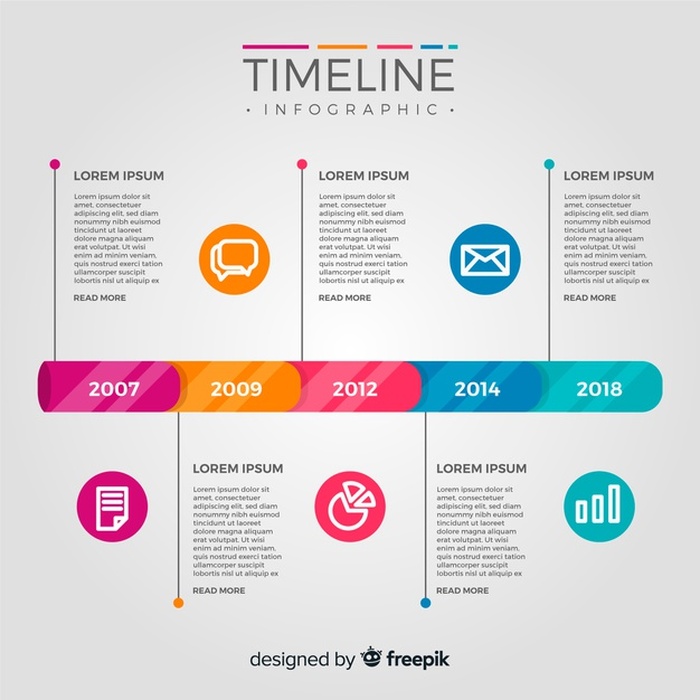 TIMELINE
• INFOGRAPHIC •
LOREM IPSUM
Lorem ipsum dolor sit
amet, consectetuer
adipiscing elit, sed diam
nonummy nibh euismod
tincidunt ut laoreet
dolore magna aliquam
erat volutpat. Ut wisi
enim ad minim veniam,
quis nostrud exerci tation
ullamcorper suscipit
lobortis nisl ut aliquip ex
READ MORE
LOREM IPSUM
Lorem ipsum dolor sit
amet, consectetuer
adipiscing elit, sed diam
nonummy nibh euismod
tincidunt ut laoreet
dolore magna aliquam
erat volutpat. Ut wisi
enim ad minim veniam,
quis nostrud exerci tation
ullamcorper suscipit
lobortis nisl ut aliquip ex
READ MORE
LOREM IPSUM
Lorem ipsum dolor sit
amet, consectetuer
adipiscing elit, sed diam
nonummy nibh euismod
tincidunt ut laoreet
dolore magna aliquam
erat volutpat. Ut wisi
enim ad minim veniam,
quis nostrud exerci tation
ullamcorper suscipit
lobortis nisl ut aliquip ex
READ MORE
2007 2009 2012 2014 2018
LOREM IPSUM
Lorem ipsum dolor sit
amet, consectetuer
adipiscing elit, sed diam
nonummy nibh euismod
tincidunt ut laoreet
dolore magna aliquam
erat volutpat. Ut wisi
enim ad minim veniam,
quis nostrud exerci tation
ullamcorper suscipit
lobortis nisl ut aliquip ex
READ MORE
LOREM IPSUM
Lorem ipsum dolor sit
amet, consectetuer
adipiscing elit, sed diam
nonummy nibh euismod
tincidunt ut laoreet
dolore magna aliquam
erat volutpat. Ut wisi
enim ad minim veniam,
quis nostrud exerci tation
ullamcorper suscipit
lobortis nisl ut aliquip ex
READ MORE
designed by freepik